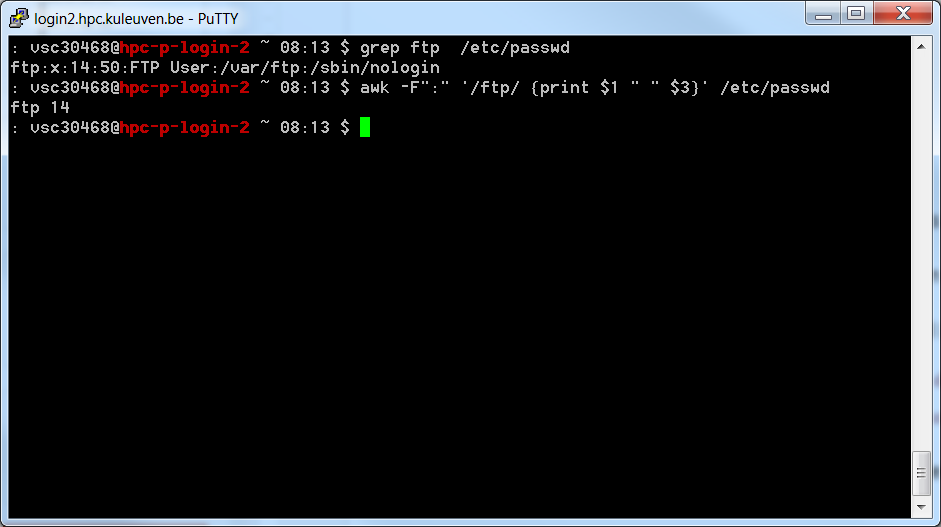 login2.hpc.kuleuven.be - PuTTY
: vsc30468@hpc-p-login-2 ~ 08:13 $ grep ftp  /etc/passwd
ftp:x:14:50:FTP User:/var/ftp:/sbin/nologin
: vsc30468@hpc-p-login-2 ~ 08:13 $ awk -F":" '/ftp/ {print $1 " " $3}' /etc/passwd
ftp 14
: vsc30468@hpc-p-login-2 ~ 08:13 $